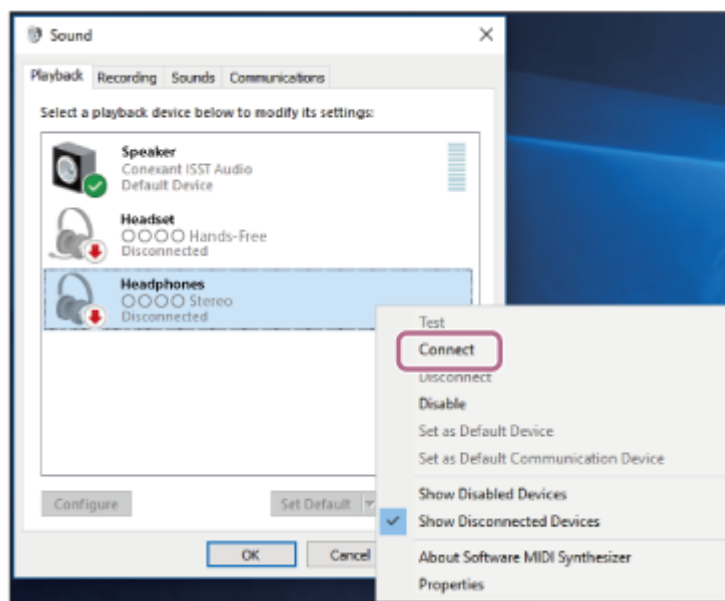 Sound
Playback Recording Sounds Communications
Select a playback device below to modify its settings:
Speaker
Conexant ISST Audio
Default Device
Headset
○○○○ Hands-Free
Disconnected
Headphones
○○○○ Stereo
Disconnected
Test
Connect
Disconnect
Disable
Set as Default Device
Set as Default Communication Device
Show Disabled Devices
Show Disconnected Devices
About Software MIDI Synthesizer
Properties
Configure Set Default
OK Cancel